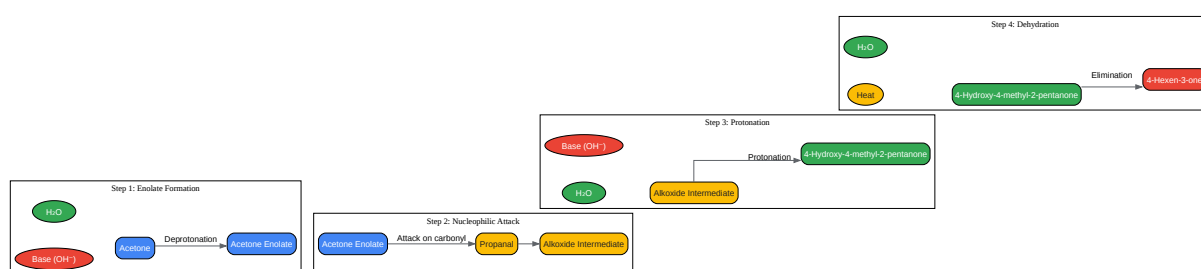 Step 1: Enolate Formation
H₂O
Base (OH⁻)
Acetone
Deprotonation
Acetone Enolate
Step 2: Nucleophilic Attack
Acetone Enolate
Attack on carbonyl
Propanal
Alkoxide Intermediate
Step 3: Protonation
Base (OH⁻)
H₂O
Alkoxide Intermediate
Protonation
4-Hydroxy-4-methyl-2-pentanone
Step 4: Dehydration
H₂O
Heat
4-Hydroxy-4-methyl-2-pentanone
Elimination
4-Hexen-3-one